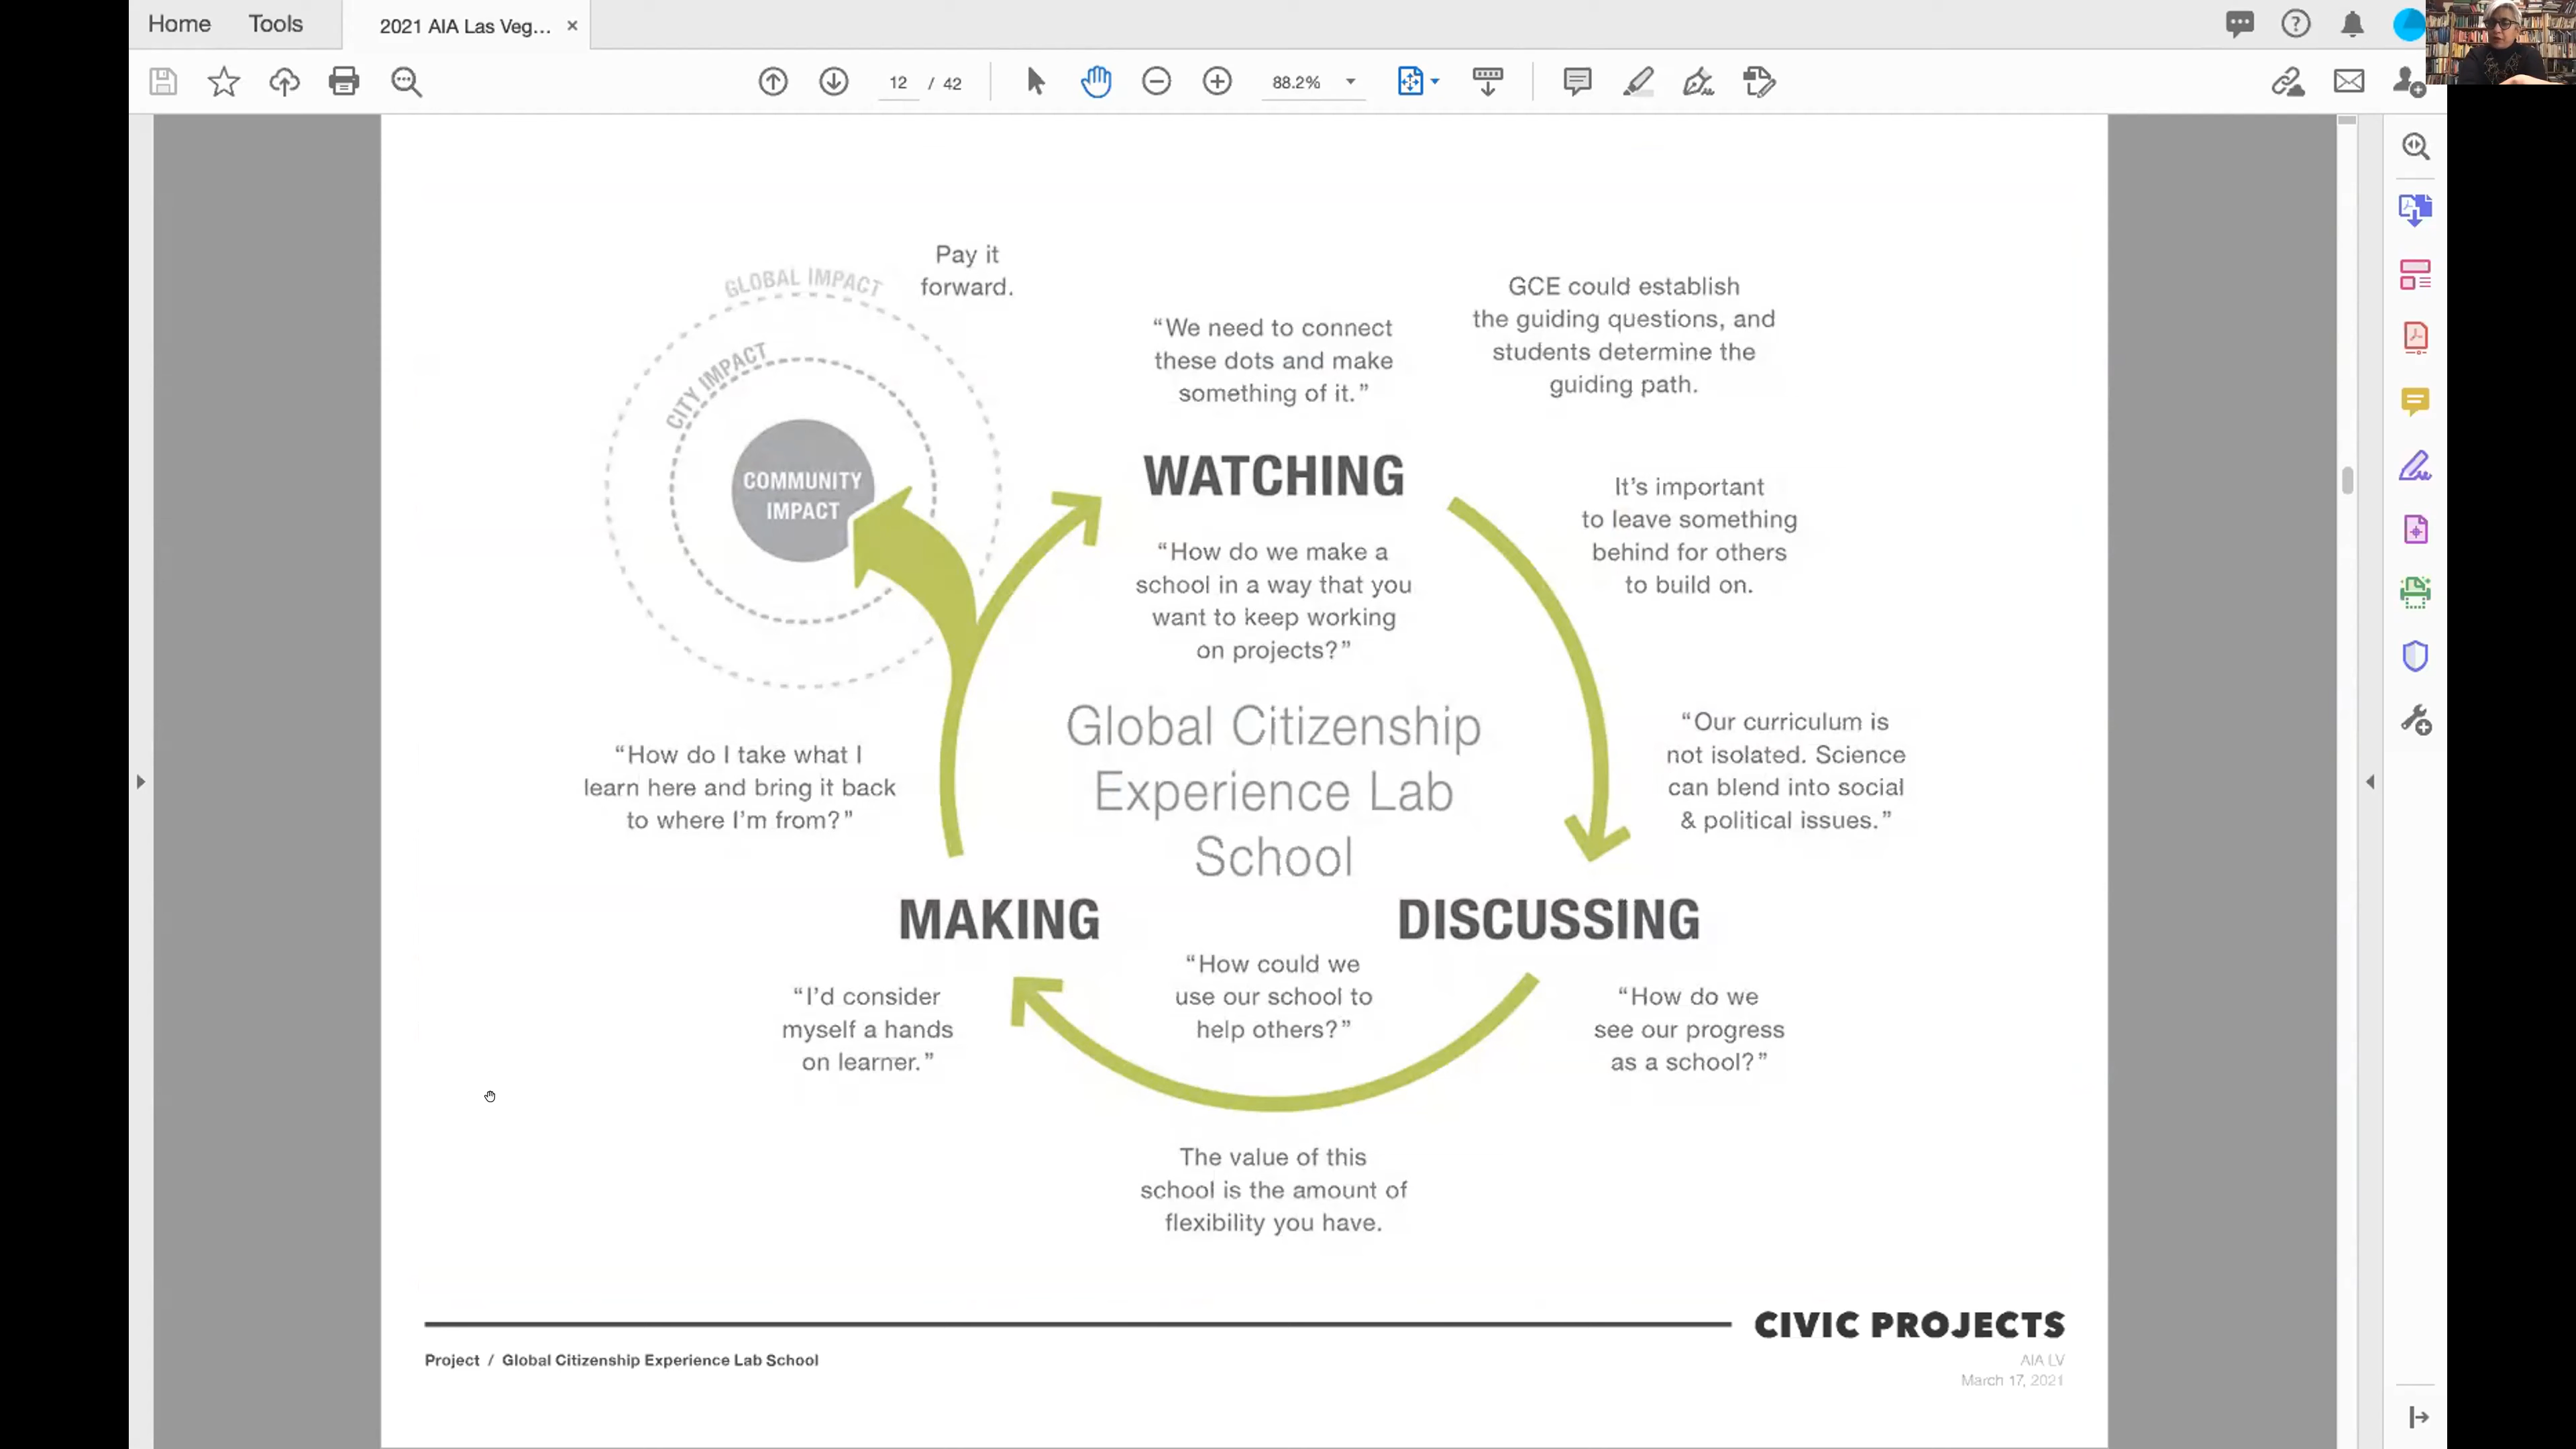 Home
Tools
2021 AIA Las Veg...
12 / 42
88.2%
Pay it
forward.
GLOBAL IMPACT
CITY IMPACT
COMMUNITY
IMPACT
“We need to connect
these dots and make
something of it.”
GCE could establish
the guiding questions, and
students determine the
guiding path.
WATCHING
“How do we make a
school in a way that you
want to keep working
on projects?”
It’s important
to leave something
behind for others
to build on.
Global Citizenship
Experience Lab
School
“Our curriculum is
not isolated. Science
can blend into social
& political issues.”
“How do I take what I
learn here and bring it back
to where I’m from?”
MAKING
DISCUSSING
“I’d consider
myself a hands
on learner.”
“How could we
use our school to
help others?”
“How do we
see our progress
as a school?”
The value of this
school is the amount of
flexibility you have.
CIVIC PROJECTS
Project / Global Citizenship Experience Lab School
AIA LV
March 17, 2021